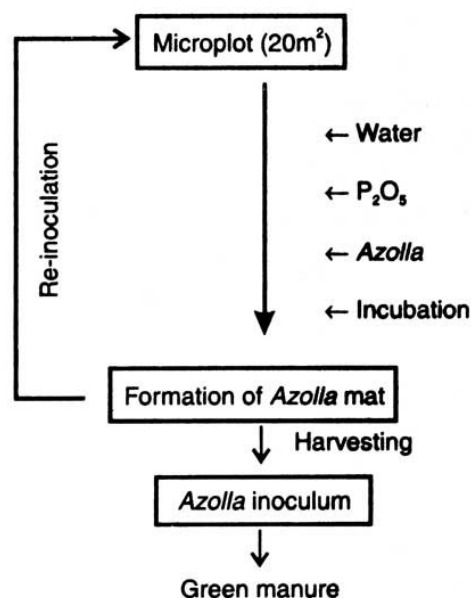 Microplot (20m²)
← Water
← P₂O₅
← Azolla
← Incubation
Re-inoculation
Formation of Azolla mat
Harvesting
Azolla inoculum
Green manure